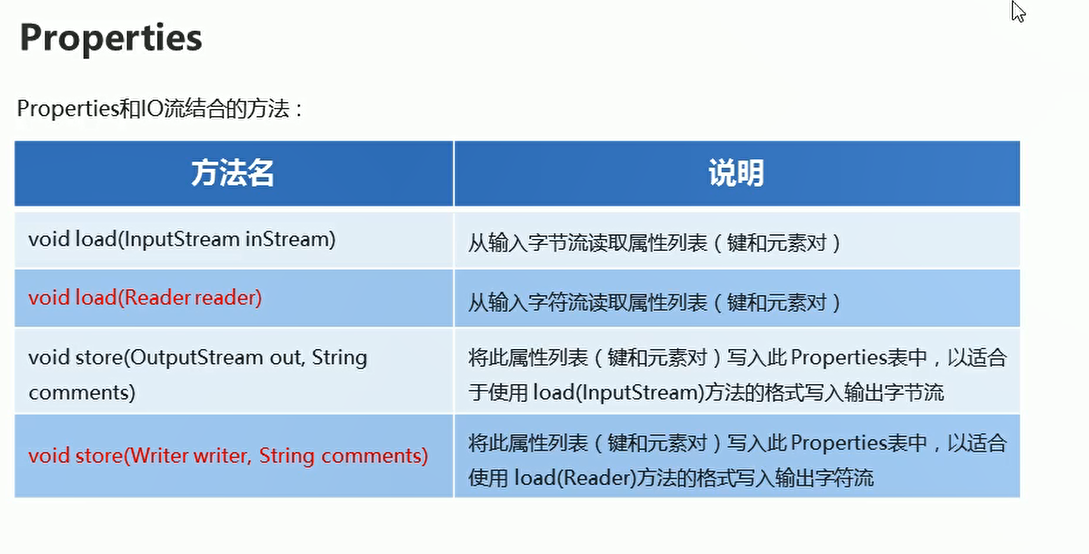 Properties
Properties和IO流结合的方法：
方法名 说明
void load(InputStream inStream) 从输入字节流读取属性列表（键和元素对）
void load(Reader reader) 从输入字符流读取属性列表（键和元素对）
void store(OutputStream out, String
comments)
将此属性列表（键和元素对）写入此 Properties表中，以适合
于使用 load(InputStream)方法的格式写入输出字节流
void store(Writer writer, String comments)
将此属性列表（键和元素对）写入此 Properties表中，以适合
使用 load(Reader)方法的格式写入输出字符流